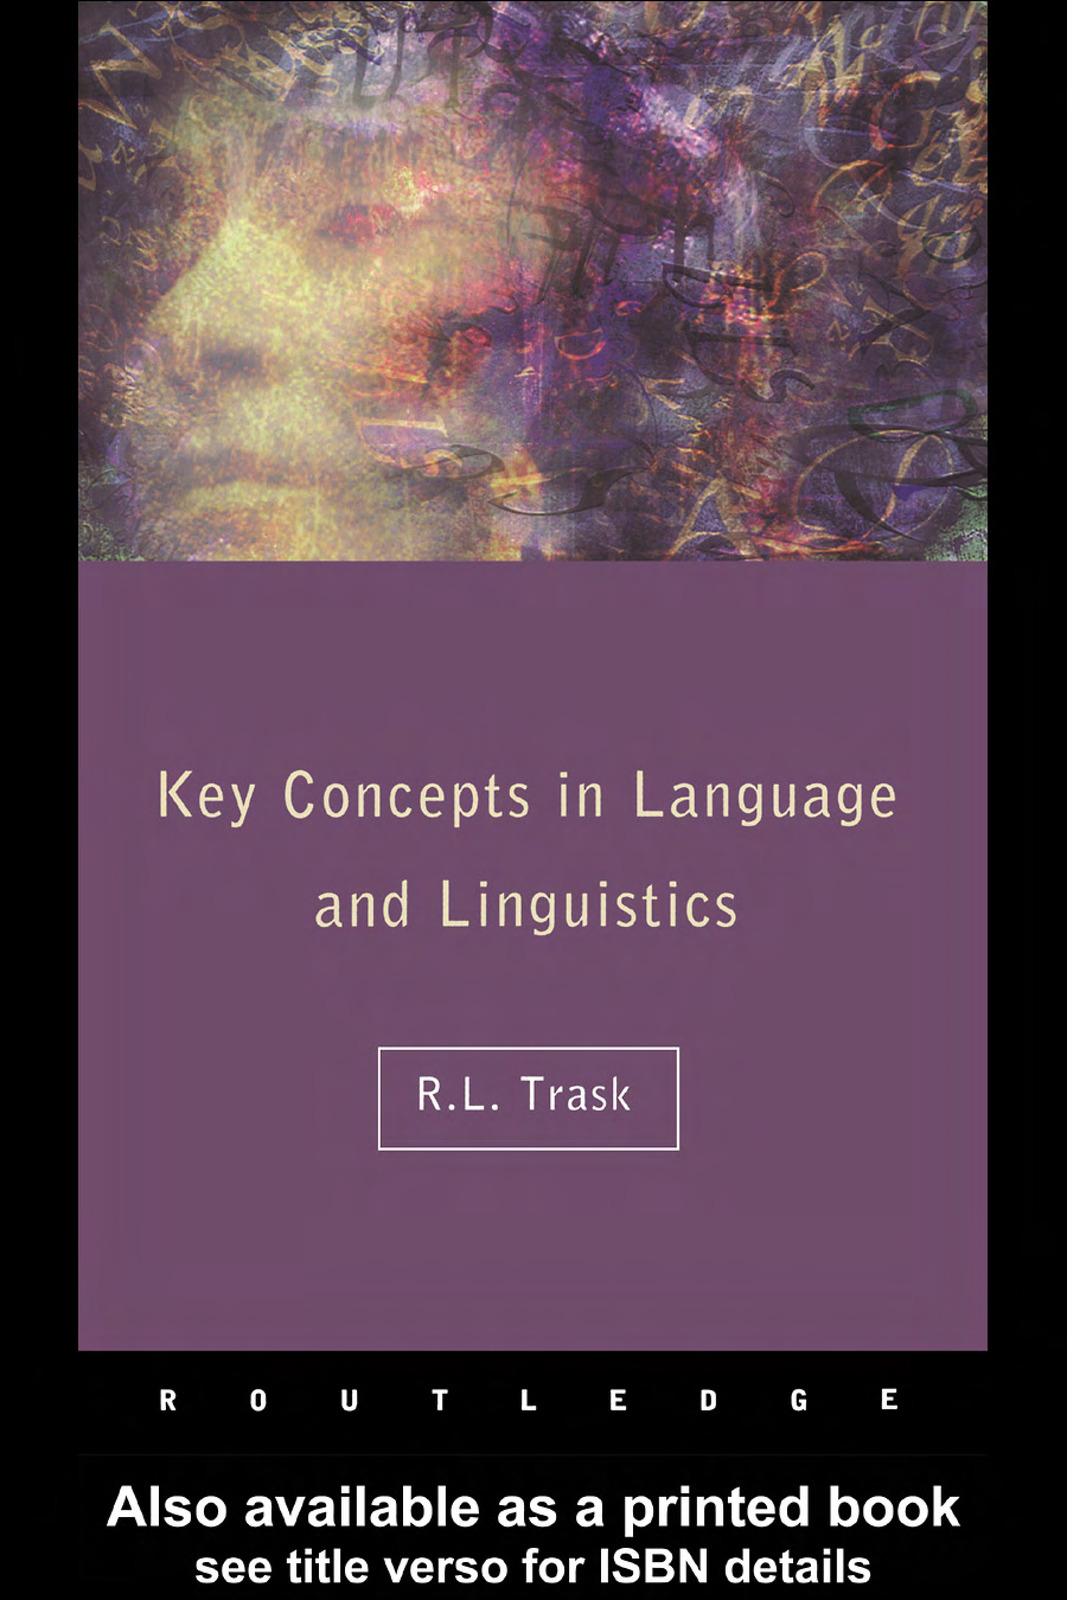 Key Concepts in Language
and Linguistics
R.L. Trask
ROUTLEDGE
Also available as a printed book
see title verso for ISBN details